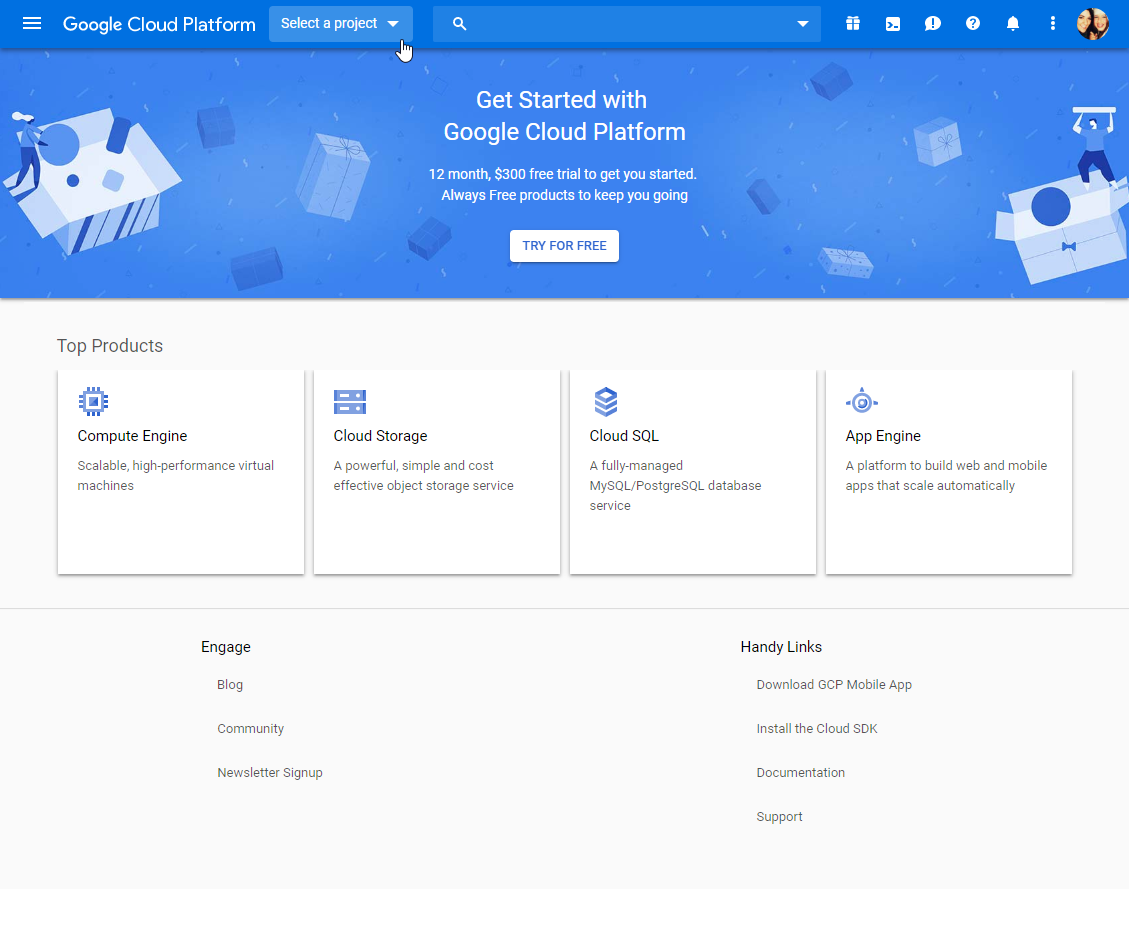 Google Cloud Platform
Select a project
Get Started with
Google Cloud Platform
12 month, $300 free trial to get you started.
Always Free products to keep you going
TRY FOR FREE
Top Products
Compute Engine
Scalable, high-performance virtual
machines
Cloud Storage
A powerful, simple and cost
effective object storage service
Cloud SQL
A fully-managed
MySQL/PostgreSQL database
service
App Engine
A platform to build web and mobile
apps that scale automatically
Engage
Blog
Community
Newsletter Signup
Handy Links
Download GCP Mobile App
Install the Cloud SDK
Documentation
Support